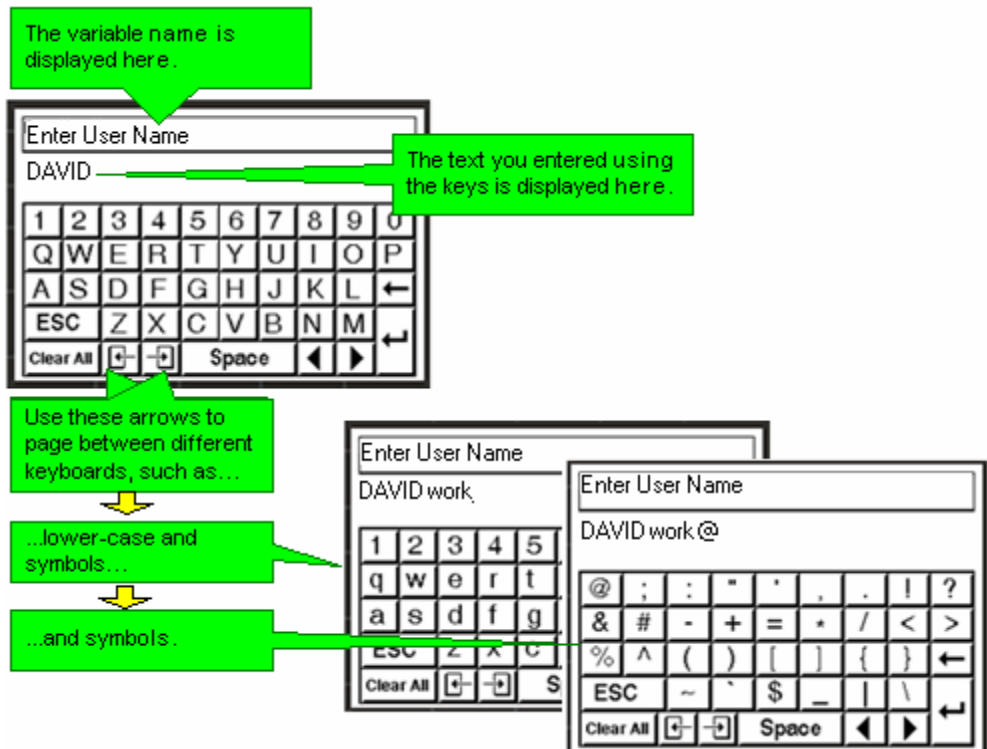 The variable name is
displayed here.
Enter User Name
DAVID
The text you entered using
the keys is displayed here.
1 2 3 4 5 6 7 8 9 0
Q W E R T Y U I O P
A S D F G H J K L ←
ESC Z X C V B N M ↵
Clear All Space ◀ ▶
Use these arrows to
page between different
keyboards, such as...
...lower-case and
symbols...
...and symbols.
Enter User Name
DAVID work
1 2 3 4 5
q w e r t
a s d f g
ESC z x c
Clear All S
Enter User Name
DAVID work @
@ ; : " ' , . ! ?
& # - + = * / < >
% ^ ( ) [ ] { } ←
ESC ~ ` $ _ | \ ↵
Clear All Space ◀ ▶